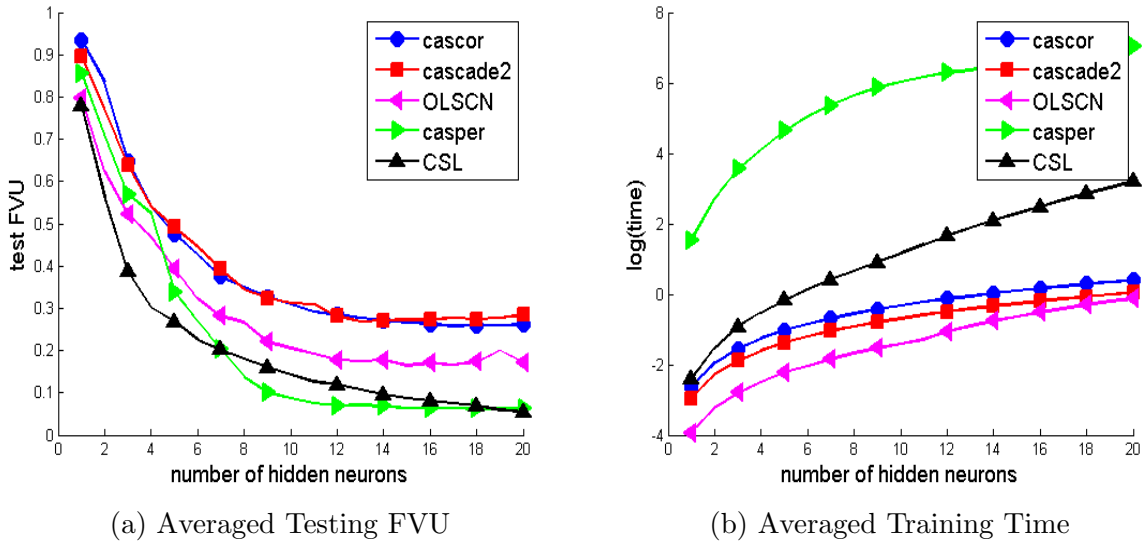 1
0.9
0.8
0.7
0.6
0.5
0.4
0.3
0.2
0.1
0
test FVU
cascor
cascade2
OLSCN
casper
CSL
0 2 4 6 8 10 12 14 16 18 20
number of hidden neurons
(a) Averaged Testing FVU
8
6
4
2
0
-2
-4
log(time)
cascor
cascade2
OLSCN
casper
CSL
0 2 4 6 8 10 12 14 16 18 20
number of hidden neurons
(b) Averaged Training Time